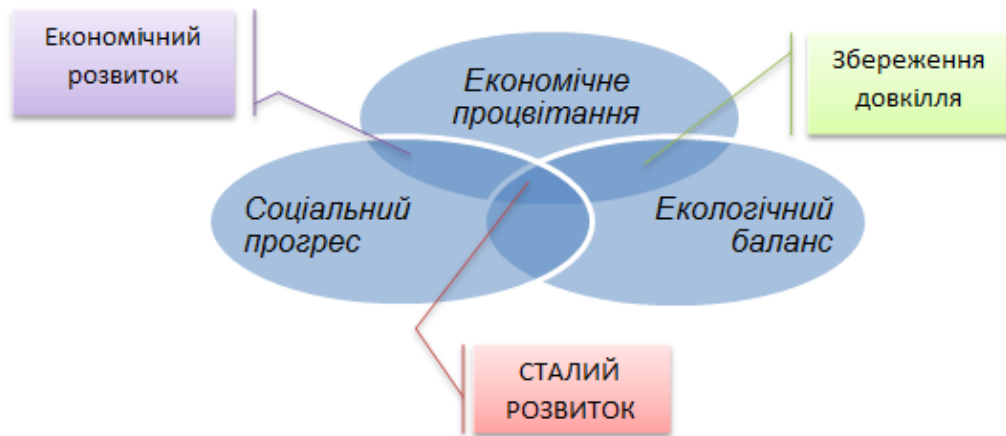 Економічний
розвиток
Економічне
процвітання
Збереження
довкілля
Соціальний
прогрес
Екологічний
баланс
СТАЛИЙ
РОЗВИТОК